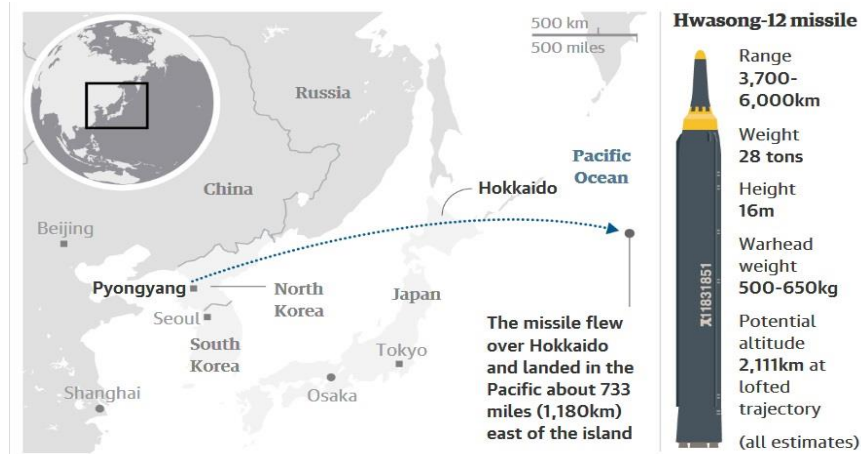 500 km
500 miles
Russia
China
Pacific
Ocean
Hokkaido
Beijing
Pyongyang
North
Korea
Japan
Seoul
South
Korea
Tokyo
Osaka
Shanghai
The missile flew
over Hokkaido
and landed in the
Pacific about 733
miles (1,180km)
east of the island
Hwasong-12 missile
Range
3,700-
6,000km
Weight
28 tons
Height
16m
Warhead
weight
500-650kg
Potential
altitude
2,111km at
lofted
trajectory
(all estimates)
11831851